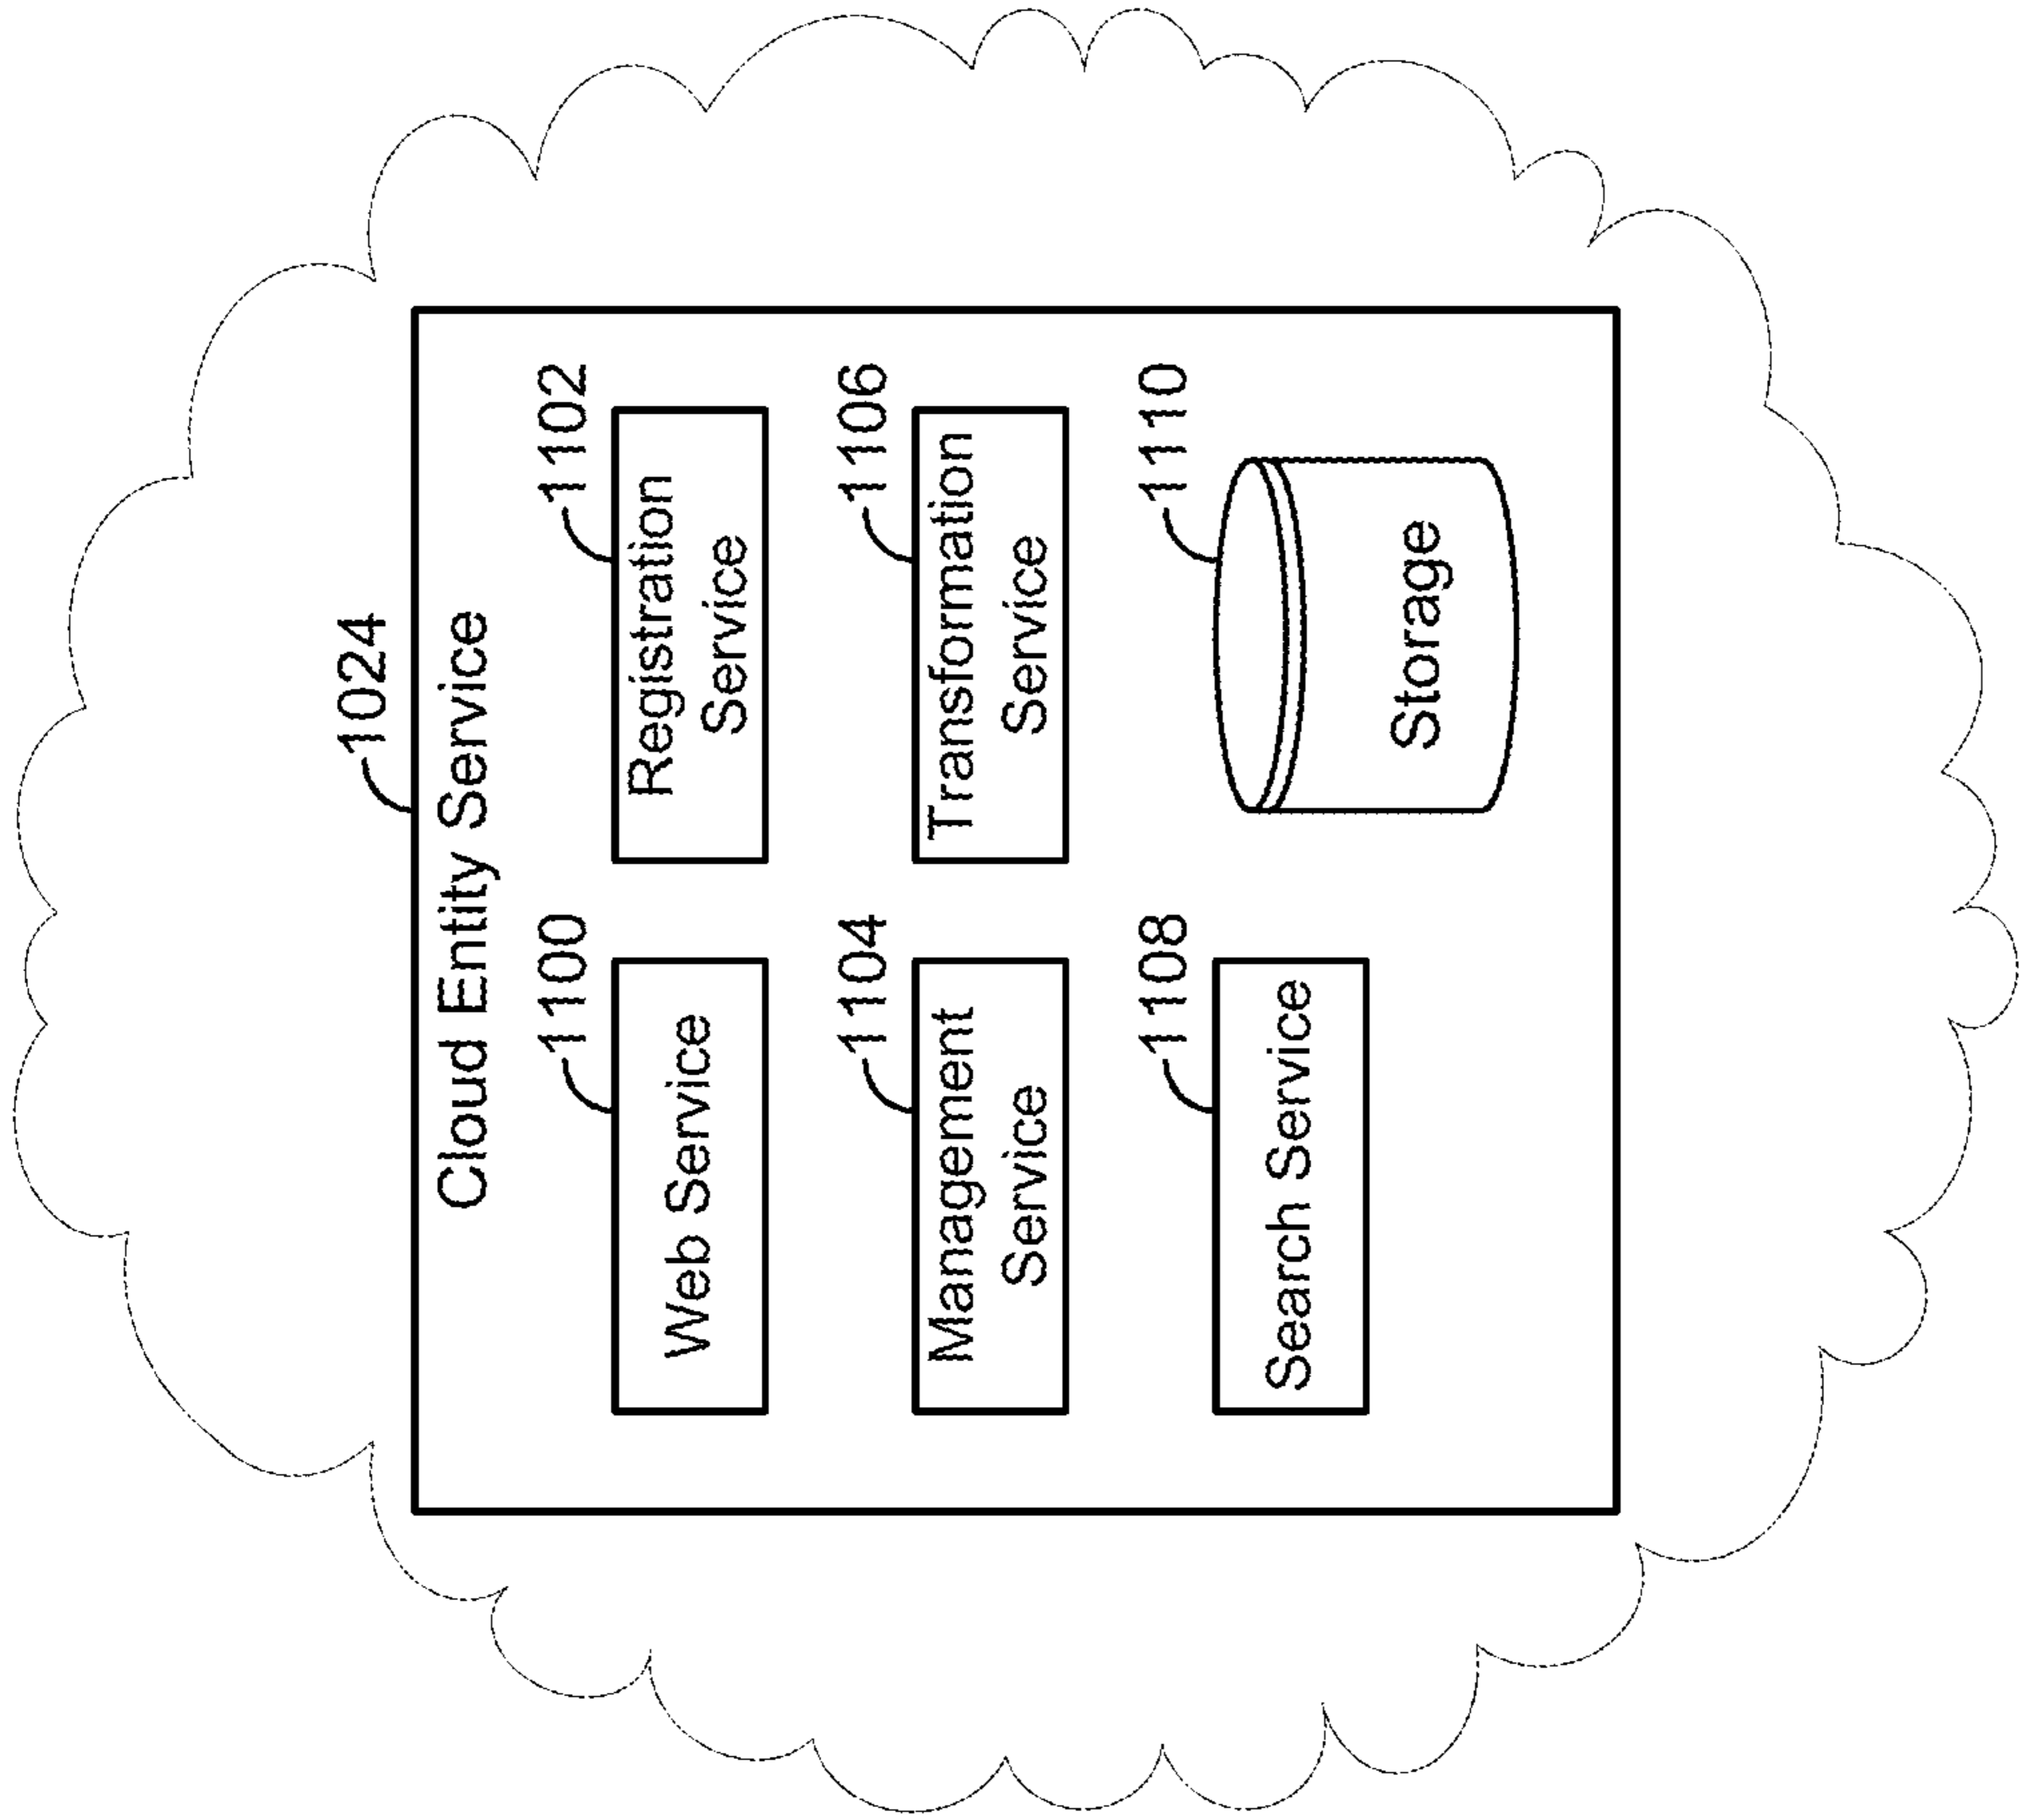 1024
Cloud Entity Service
1100
Web Service
1102
Registration
Service
1104
Management
Service
1106
Transformation
Service
1108
Search Service
1110
Storage